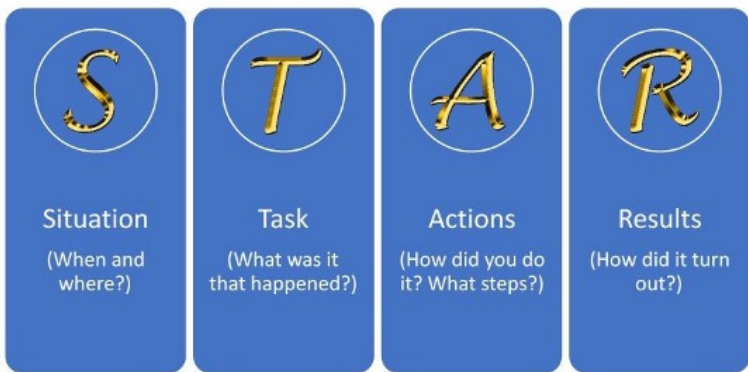 S
Situation
(When and
where?)
T
Task
(What was it
that happened?)
A
Actions
(How did you do
it? What steps?)
R
Results
(How did it turn
out?)